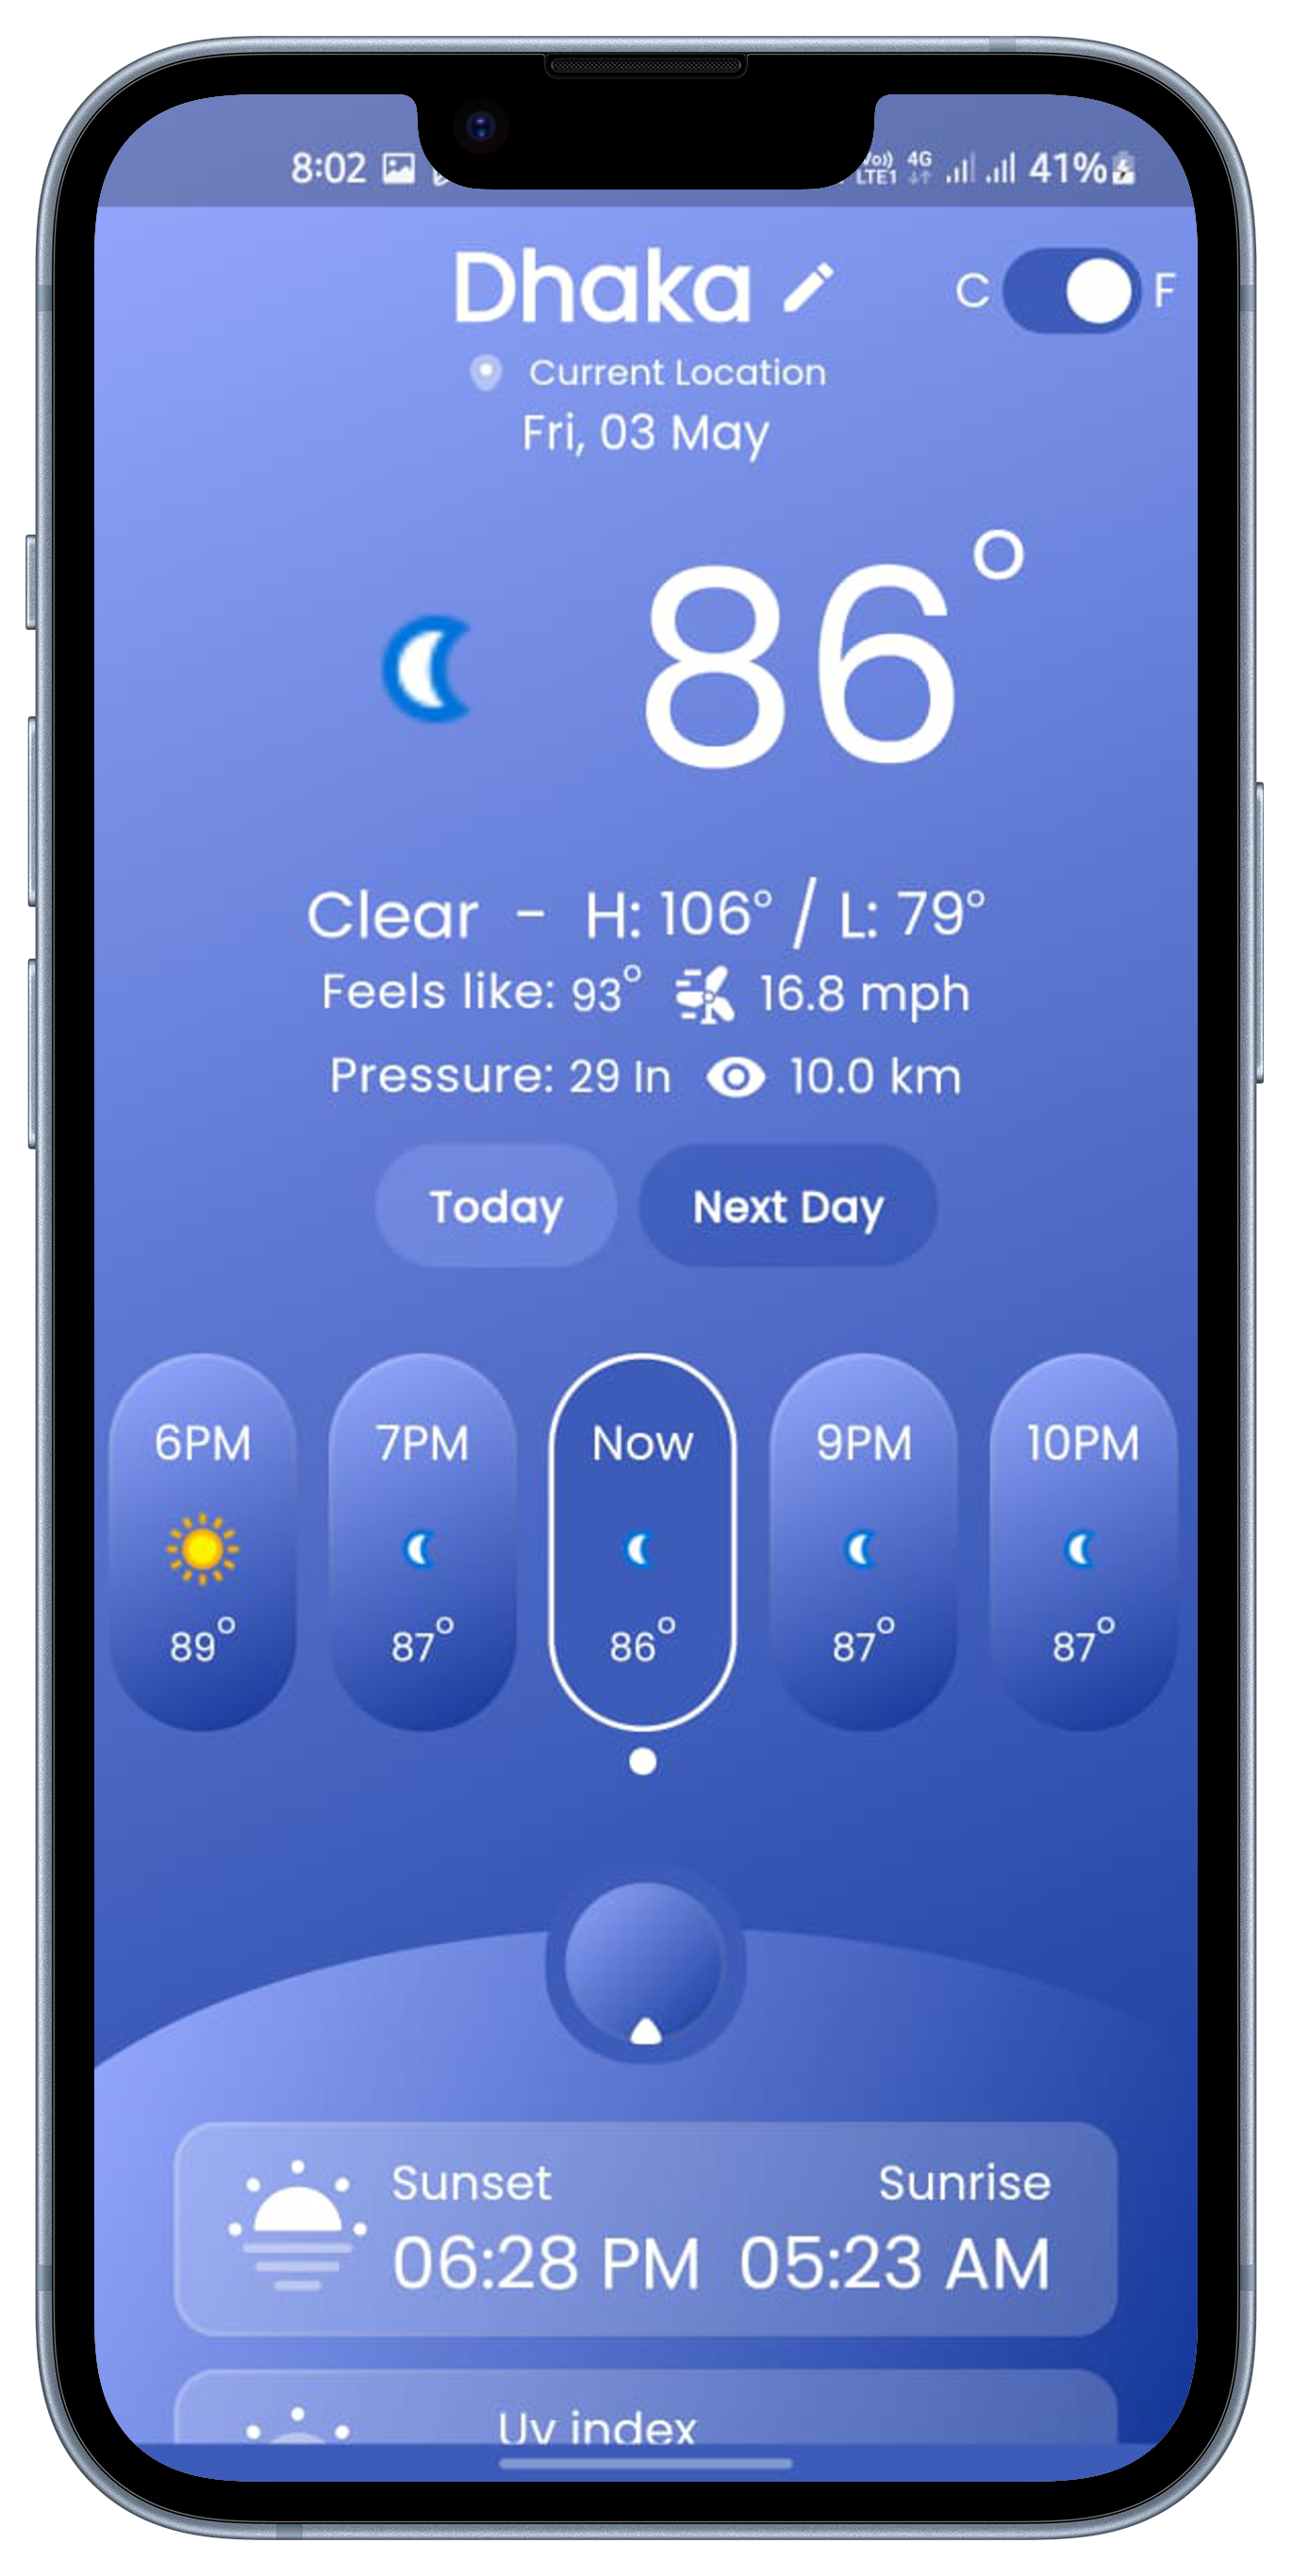 8:02 Vo)) LTE1 4G 41%
Dhaka C F
Current Location
Fri, 03 May
86°
Clear - H: 106° / L: 79°
Feels like: 93° 16.8 mph
Pressure: 29 In 10.0 km
Today Next Day
6PM 7PM Now 9PM 10PM
89° 87° 86° 87° 87°
Sunset Sunrise
06:28 PM 05:23 AM
Uv index